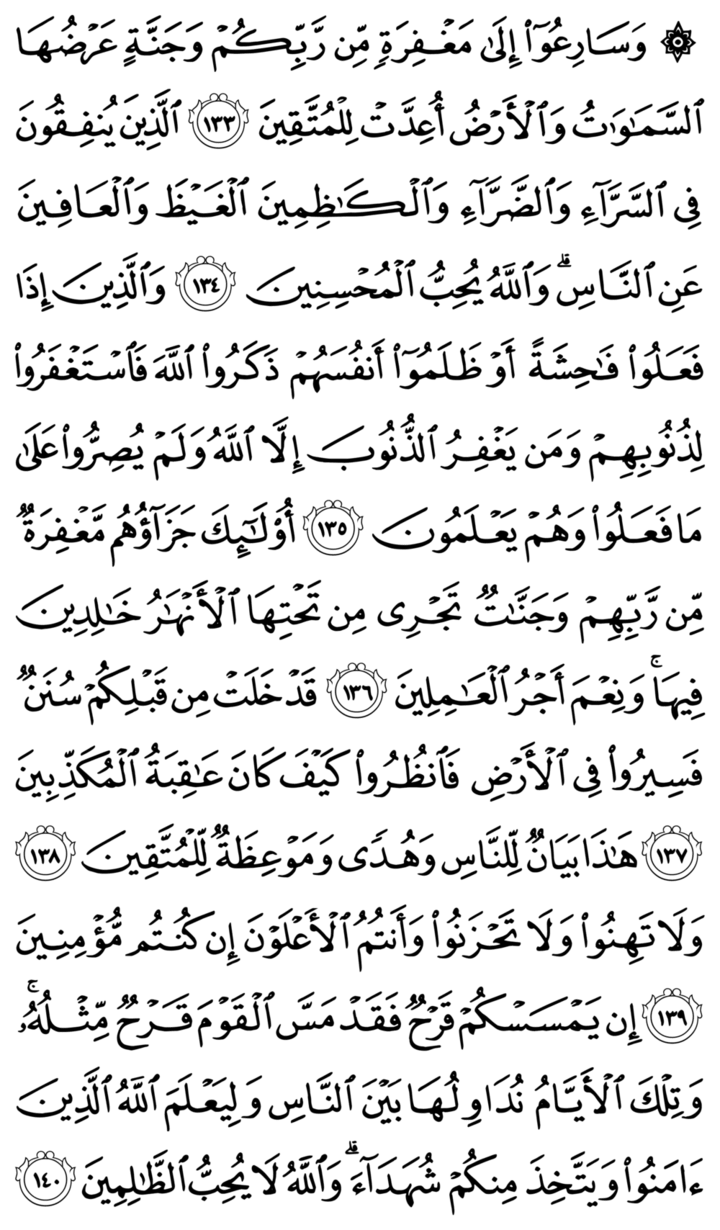 ۞ وَسَارِعُوٓا۟ إِلَىٰ مَغْفِرَةٍ مِّن رَّبِّكُمْ وَجَنَّةٍ عَرْضُهَا
ٱلسَّمَـٰوَٰتُ وَٱلْأَرْضُ أُعِدَّتْ لِلْمُتَّقِينَ ١٣٣ ٱلَّذِينَ يُنفِقُونَ
فِى ٱلسَّرَّآءِ وَٱلضَّرَّآءِ وَٱلْكَـٰظِمِينَ ٱلْغَيْظَ وَٱلْعَافِينَ
عَنِ ٱلنَّاسِ ۗ وَٱللَّهُ يُحِبُّ ٱلْمُحْسِنِينَ ١٣٤ وَٱلَّذِينَ إِذَا
فَعَلُوا۟ فَـٰحِشَةً أَوْ ظَلَمُوٓا۟ أَنفُسَهُمْ ذَكَرُوا۟ ٱللَّهَ فَٱسْتَغْفَرُوا۟
لِذُنُوبِهِمْ وَمَن يَغْفِرُ ٱلذُّنُوبَ إِلَّا ٱللَّهُ وَلَمْ يُصِرُّوا۟ عَلَىٰ
مَا فَعَلُوا۟ وَهُمْ يَعْلَمُونَ ١٣٥ أُو۟لَـٰٓئِكَ جَزَآؤُهُم مَّغْفِرَةٌ
مِّن رَّبِّهِمْ وَجَنَّـٰتٌ تَجْرِى مِن تَحْتِهَا ٱلْأَنْهَـٰرُ خَـٰلِدِينَ
فِيهَا ۚ وَنِعْمَ أَجْرُ ٱلْعَـٰمِلِينَ ١٣٦ قَدْ خَلَتْ مِن قَبْلِكُمْ سُنَنٌ
فَسِيرُوا۟ فِى ٱلْأَرْضِ فَٱنظُرُوا۟ كَيْفَ كَانَ عَـٰقِبَةُ ٱلْمُكَذِّبِينَ
١٣٧ هَـٰذَا بَيَانٌ لِّلنَّاسِ وَهُدًى وَمَوْعِظَةٌ لِّلْمُتَّقِينَ ١٣٨
وَلَا تَهِنُوا۟ وَلَا تَحْزَنُوا۟ وَأَنتُمُ ٱلْأَعْلَوْنَ إِن كُنتُم مُّؤْمِنِينَ
١٣٩ إِن يَمْسَسْكُمْ قَرْحٌ فَقَدْ مَسَّ ٱلْقَوْمَ قَرْحٌ مِّثْلُهُۥ ۚ
وَتِلْكَ ٱلْأَيَّامُ نُدَاوِلُهَا بَيْنَ ٱلنَّاسِ وَلِيَعْلَمَ ٱللَّهُ ٱلَّذِينَ
ءَامَنُوا۟ وَيَتَّخِذَ مِنكُمْ شُهَدَآءَ ۗ وَٱللَّهُ لَا يُحِبُّ ٱلظَّـٰلِمِينَ ١٤٠